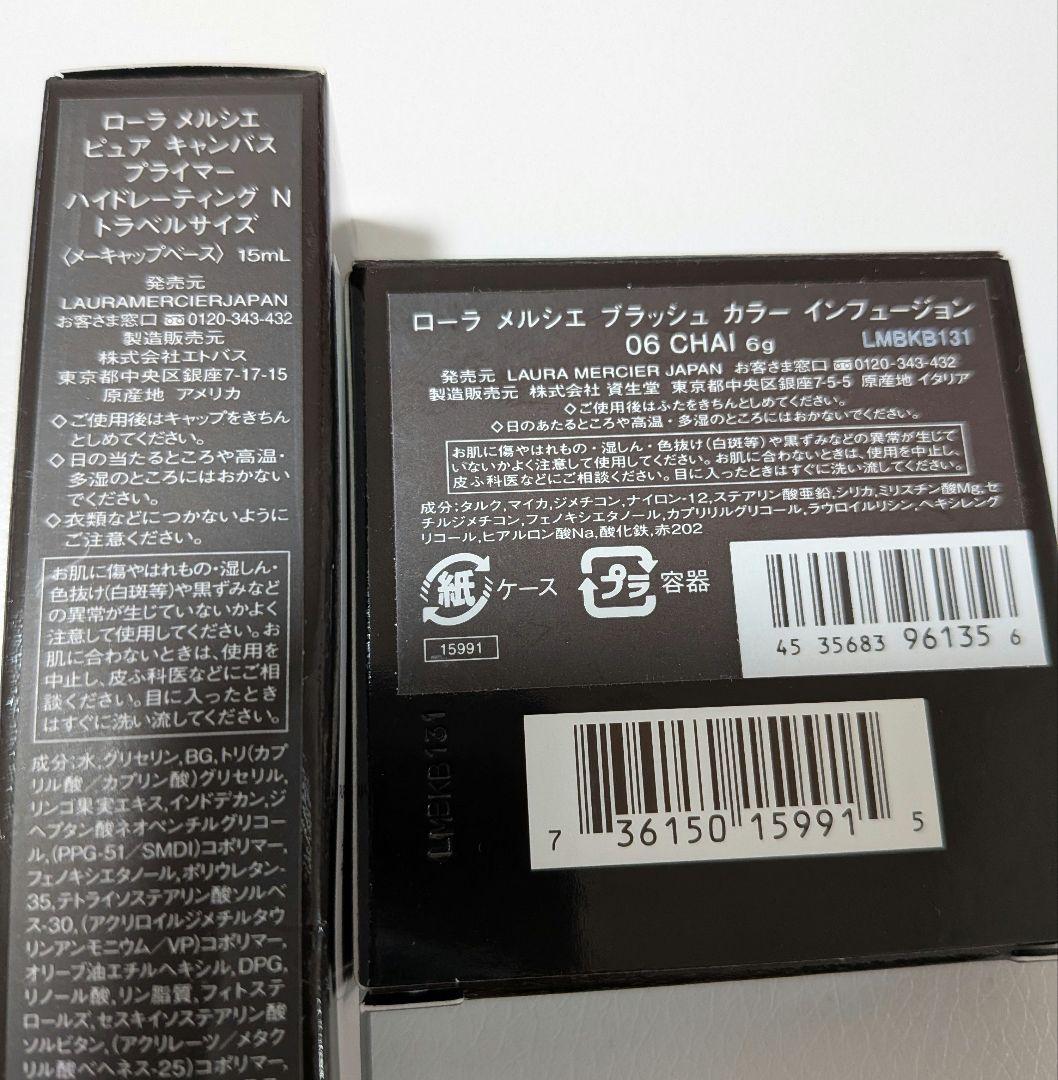 ローラ メルシエ
ピュア キャンバス
プライマー
ハイドレーティング N
トラベルサイズ
〈メーキャップベース〉 15mL
発売元
LAURAMERCIERJAPAN
お客さま窓口 0120-343-432
製造販売元
株式会社エトバス
東京都中央区銀座7-17-15
原産地 アメリカ
◇ご使用後はキャップをきちん
としめてください。
◇日の当たるところや高温・
多湿のところにはおかない
でください。
◇衣類などにつかないように
ご注意ください。
お肌に傷やはれもの・湿しん・
色抜け(白斑等)や黒ずみなど
の異常が生じていないかよく
注意して使用してください。お
肌に合わないときは、使用を
中止し、皮ふ科医などにご相
談ください。目に入ったとき
はすぐに洗い流してください。
成分:水,グリセリン,BG,トリ(カプ
リル酸／カプリン酸)グリセリル,
リンゴ果実エキス,イソドデカン,ジ
ヘプタン酸ネオペンチルグリコー
ル,(PPG-51／SMDI)コポリマー,
フェノキシエタノール,ポリウレタン-
35,テトライソステアリン酸ソルベ
ス-30,(アクリロイルジメチルタウ
リンアンモニウム／VP)コポリマー,
オリーブ油エチルヘキシル,DPG,
リノール酸,リン脂質,フィトステ
ロールズ,セスキイソステアリン酸
ソルビタン,(アクリレーツ／メタク
リル酸ベヘネス-25)コポリマー,
ローラ メルシエ ブラッシュ カラー インフュージョン
06 CHAI 6g LMBKB131
発売元 LAURA MERCIER JAPAN お客さま窓口 0120-343-432
製造販売元 株式会社 資生堂 東京都中央区銀座7-5-5 原産地 イタリア
◇ご使用後はふたをきちんとしめてください。
◇日のあたるところや高温・多湿のところにはおかないでください。
お肌に傷やはれもの・湿しん・色抜け(白斑等)や黒ずみなどの異常が生じて
いないかよく注意して使用してください。お肌に合わないときは、使用を中止し、
皮ふ科医などにご相談ください。目に入ったときはすぐに洗い流してください。
成分:タルク,マイカ,ジメチコン,ナイロン-12,ステアリン酸亜鉛,シリカ,ミリスチン酸Mg,セ
チルジメチコン,フェノキシエタノール,カプリリルグリコール,ラウロイルリシン,ヘキシレング
リコール,ヒアルロン酸Na,酸化鉄,赤202
紙 ケース プラ 容器
15991
45 35683 96135 6
LMBKB131
7 36150 15991 5